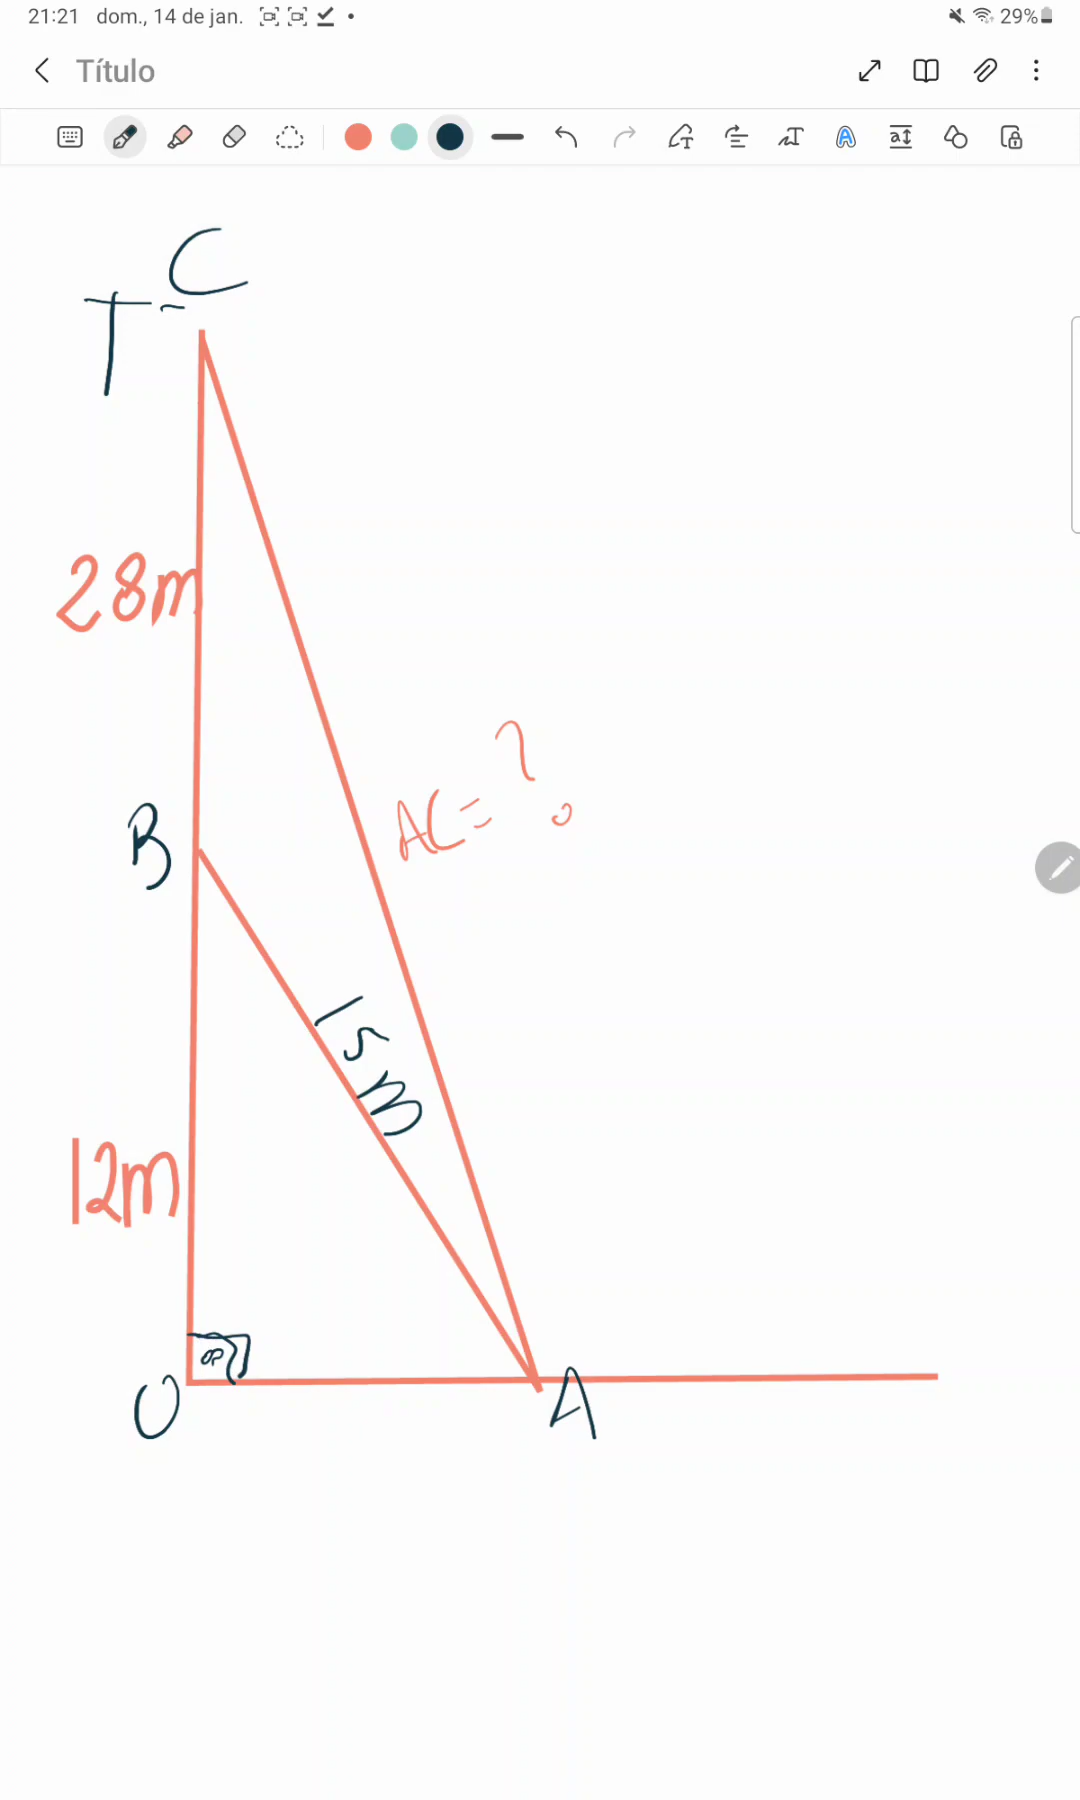 21:21 dom., 14 de jan. 29%
Título
C
T
28m
AC=?
B
15m
12m
O
A